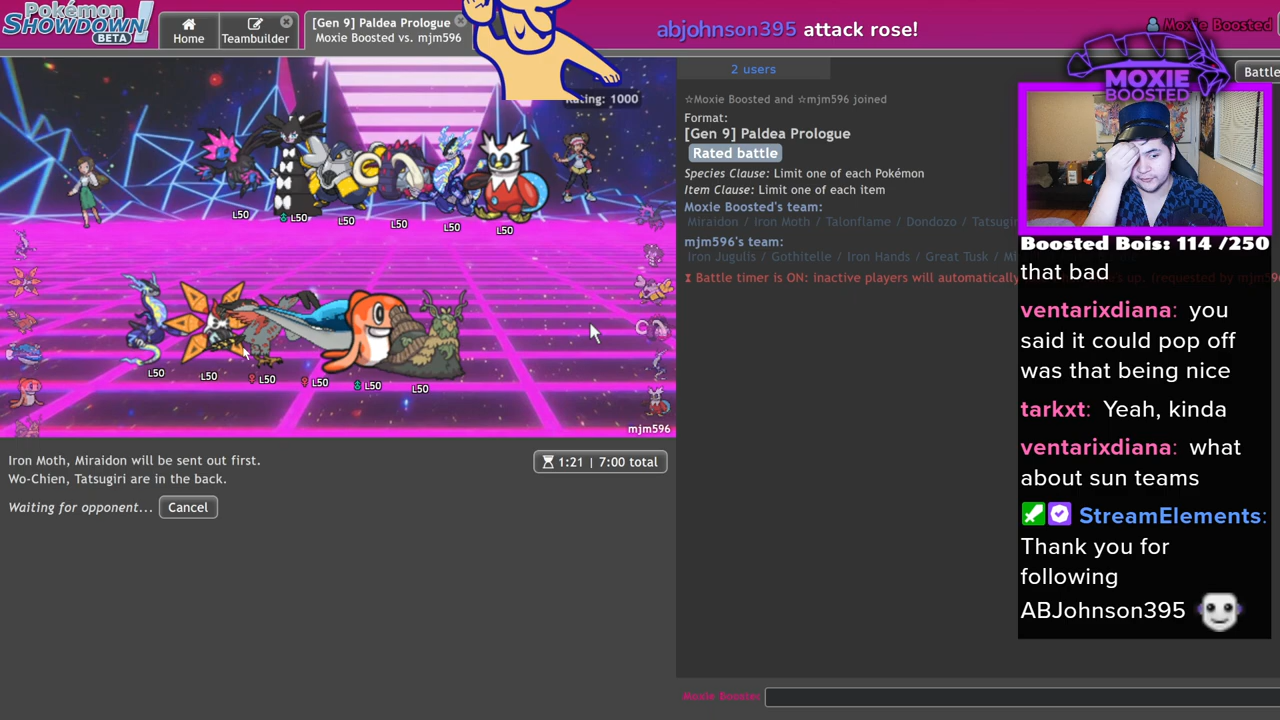 Pokémon
SHOWDOWN!
BETA
Home
Teambuilder
[Gen 9] Paldea Prologue
Moxie Boosted vs. mjm596
abjohnson395 attack rose!
Moxie Boosted
Battle
MOXIE
BOOSTED
2 users
Rating: 1000
☆Moxie Boosted and ☆mjm596 joined
Format:
[Gen 9] Paldea Prologue
Rated battle
Species Clause: Limit one of each Pokémon
Item Clause: Limit one of each item
Moxie Boosted's team:
Miraidon / Iron Moth / Talonflame / Dondozo / Tatsugir
mjm596's team:
Iron Jugulis / Gothitelle / Iron Hands / Great Tusk / Mi
Battle timer is ON: inactive players will automatically
up. (requested by mjm59
L50
L50
L50
L50
L50
L50
L50
L50
L50
L50
L50
L50
mjm596
Iron Moth, Miraidon will be sent out first.
Wo-Chien, Tatsugiri are in the back.
Waiting for opponent...
Cancel
1:21 | 7:00 total
Boosted Bois: 114 /250
that bad
ventarixdiana: you
said it could pop off
was that being nice
tarkxt: Yeah, kinda
ventarixdiana: what
about sun teams
StreamElements:
Thank you for
following
ABJohnson395
Moxie Boosted: